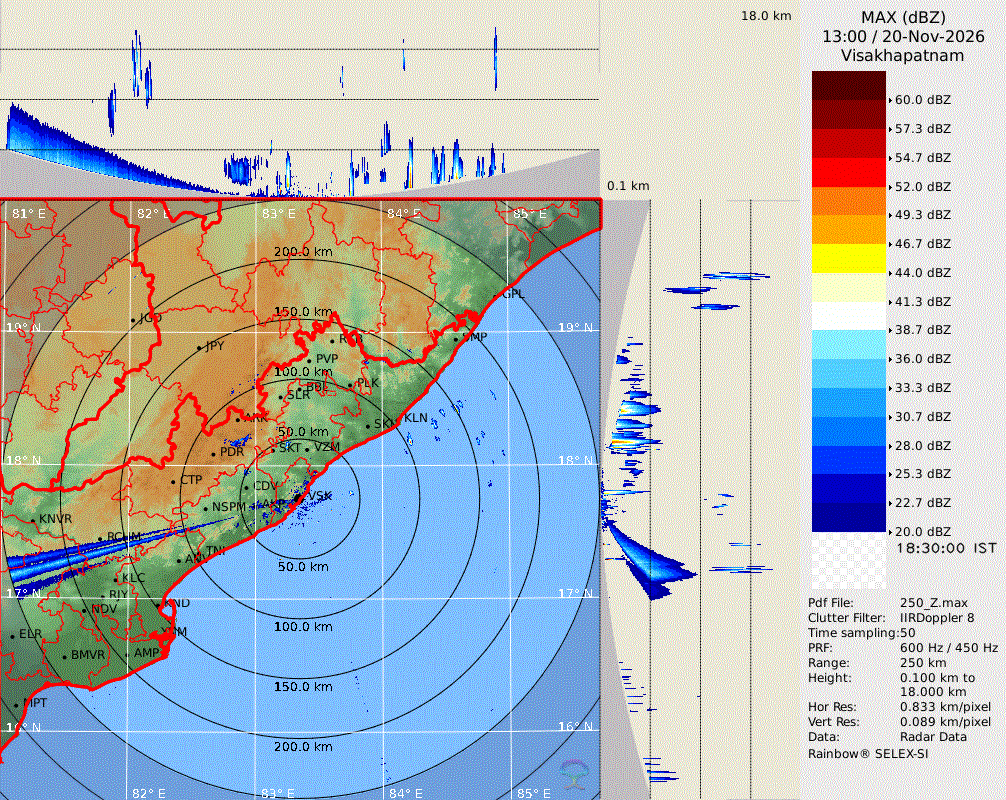 18.0 km
MAX (dBZ)
13:00 / 20-Nov-2026
Visakhapatnam
60.0 dBZ
57.3 dBZ
54.7 dBZ
52.0 dBZ
49.3 dBZ
46.7 dBZ
44.0 dBZ
41.3 dBZ
38.7 dBZ
36.0 dBZ
33.3 dBZ
30.7 dBZ
28.0 dBZ
25.3 dBZ
22.7 dBZ
20.0 dBZ
18:30:00 IST
Pdf File: 250_Z.max
Clutter Filter: IIRDoppler 8
Time sampling:50
PRF: 600 Hz / 450 Hz
Range: 250 km
Height: 0.100 km to
18.000 km
Hor Res: 0.833 km/pixel
Vert Res: 0.089 km/pixel
Data: Radar Data
Rainbow® SELEX-SI
0.1 km
81° E 82° E 83° E 84° E 85° E
200.0 km
GPL
150.0 km
JGD
19° N 19° N
JPY
PVP
100.0 km
PLK
BBL
SLR
KLN
50.0 km
SKT VZM
PDR
18° N 18° N
CTP
CDV
VSK
NSPM
KNVR
TNI
50.0 km
KLC
RJY
17° N 17° N
KND
NDV
100.0 km
ELR
BMVR AMP
150.0 km
MPT
16° N 16° N
200.0 km
82° E 83° E 84° E 85° E